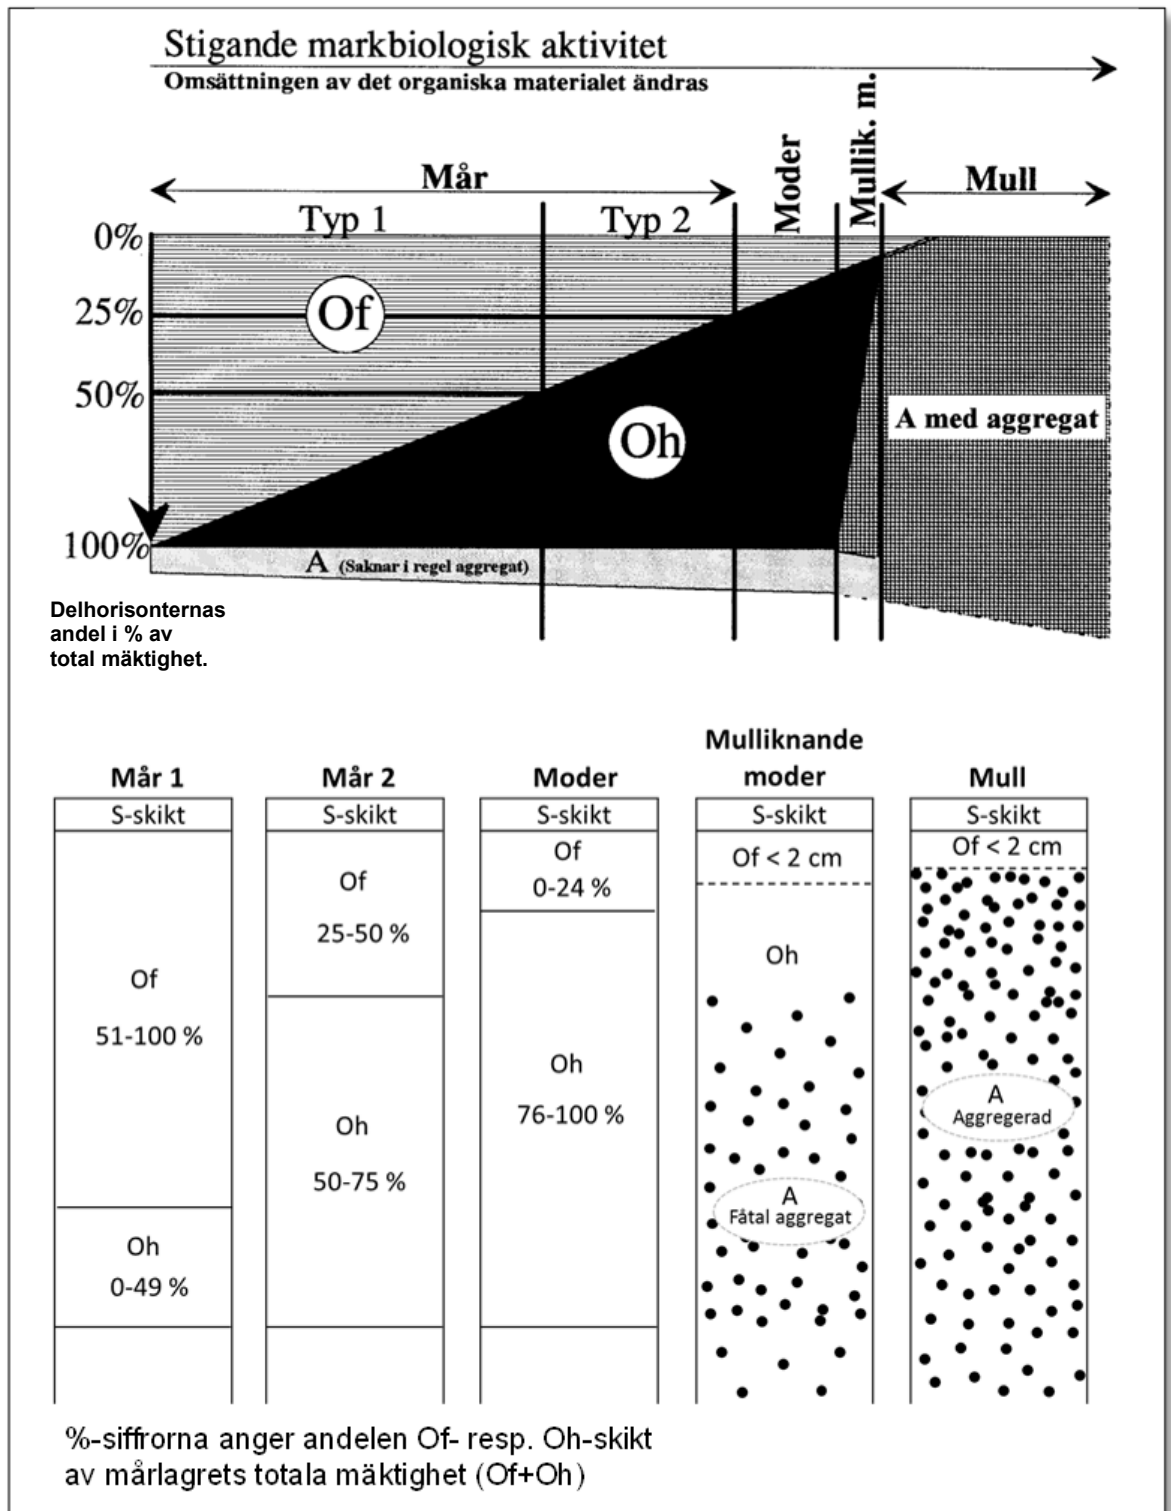 Stigande markbiologisk aktivitet
Omsättningen av det organiska materialet ändras
Mår
Moder
Mullik. m.
Mull
Typ 1
Typ 2
0%
25%
50%
100%
Of
Oh
A med aggregat
A (Saknar i regel aggregat)
Delhorisonternas
andel i % av
total mäktighet.
Mår 1
S-skikt
Of
51-100 %
Oh
0-49 %
Mår 2
S-skikt
Of
25-50 %
Oh
50-75 %
Moder
S-skikt
Of
0-24 %
Oh
76-100 %
Mulliknande
moder
S-skikt
Of < 2 cm
Oh
A
Fåtal aggregat
Mull
S-skikt
Of < 2 cm
A
Aggregerad
%-siffrorna anger andelen Of- resp. Oh-skikt
av mårlagrets totala mäktighet (Of+Oh)